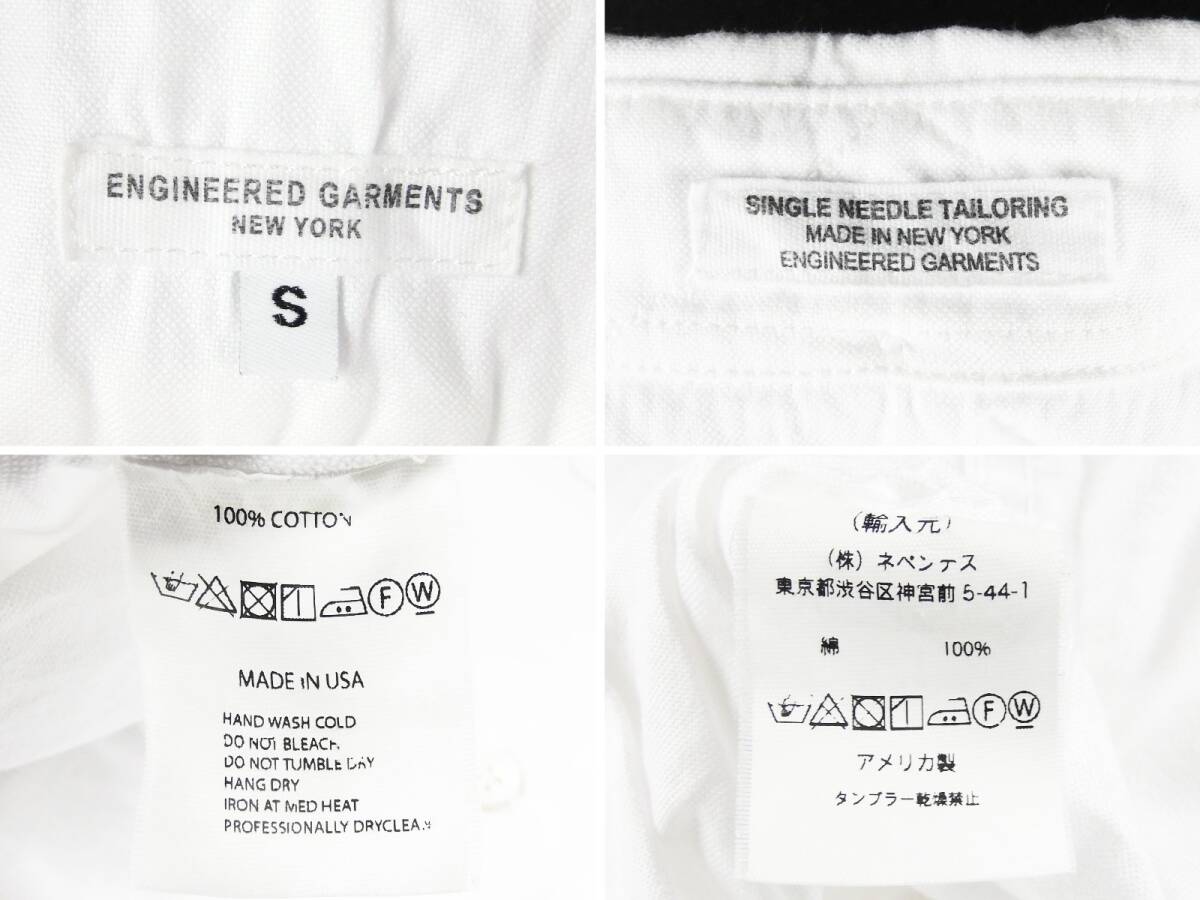 ENGINEERED GARMENTS
NEW YORK
S
SINGLE NEEDLE TAILORING
MADE IN NEW YORK
ENGINEERED GARMENTS
100% COTTON
F W
MADE IN USA
HAND WASH COLD
DO NOT BLEACH
DO NOT TUMBLE DRY
HANG DRY
IRON AT MED HEAT
PROFESSIONALLY DRYCLEAN
(輸入元)
(株) ネペンテス
東京都渋谷区神宮前 5-44-1
綿 100%
F W
アメリカ製
タンブラー乾燥禁止